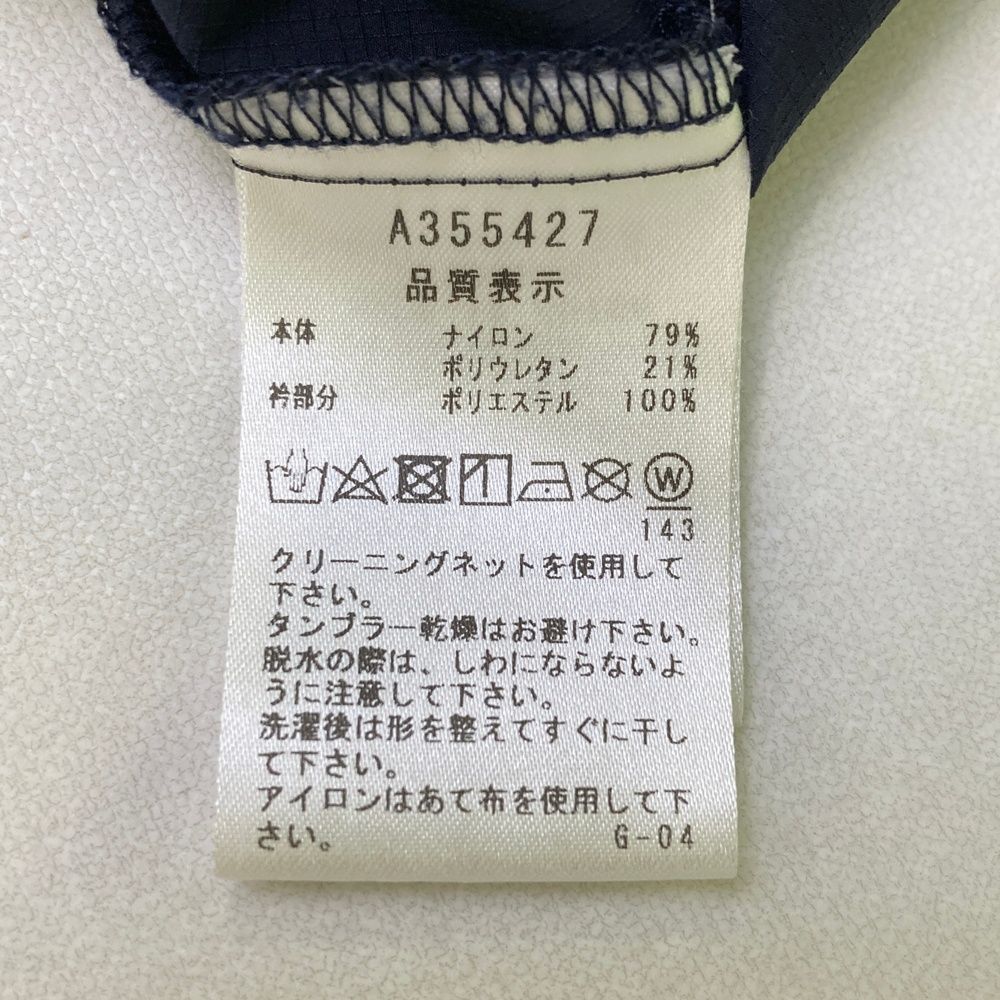 A355427
品質表示
本体 ナイロン 79%
ポリウレタン 21%
衿部分 ポリエステル 100%
W
143
クリーニングネットを使用して
下さい。
タンブラー乾燥はお避け下さい。
脱水の際は、しわにならないよ
うに注意して下さい。
洗濯後は形を整えてすぐに干し
て下さい。
アイロンはあて布を使用して下
さい。 G-04